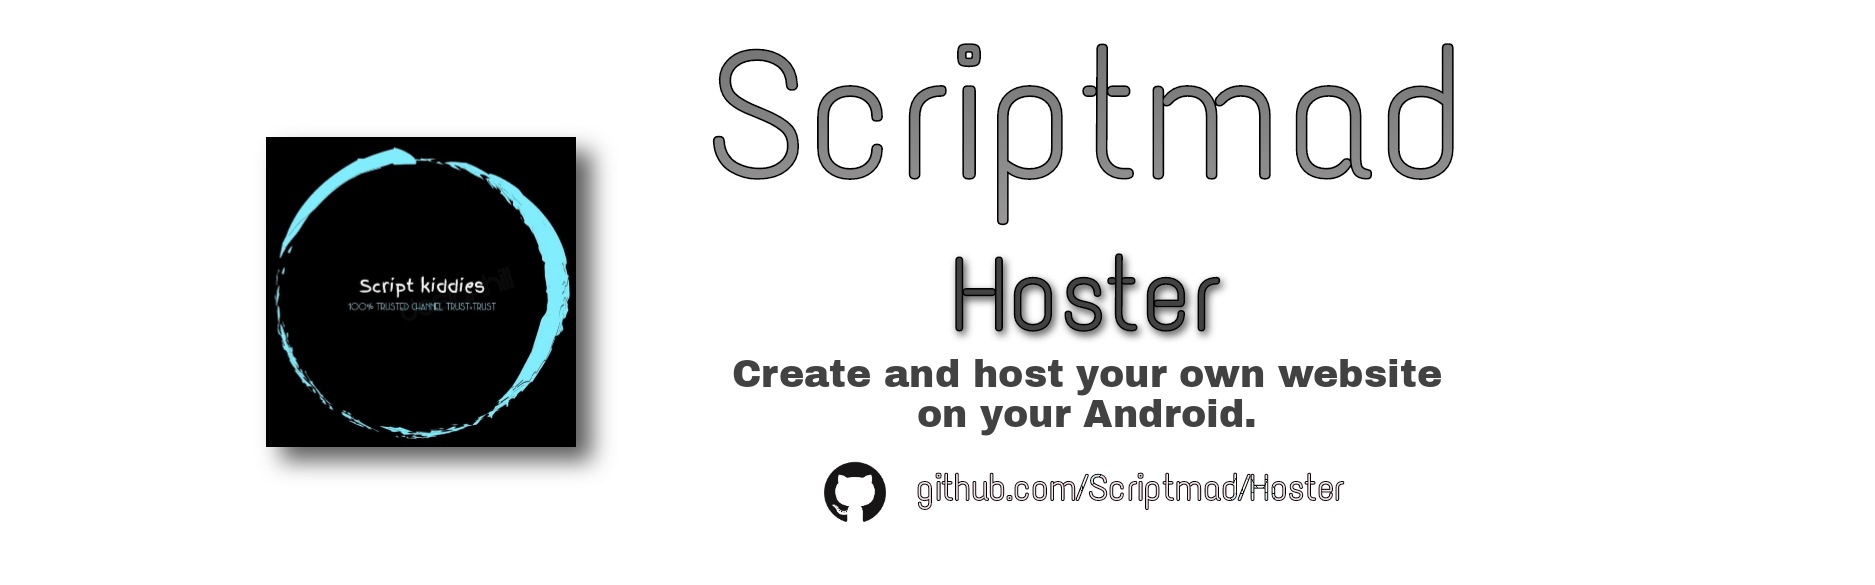 Scriptmad
Hoster
Create and host your own website
on your Android.
github.com/Scriptmad/Hoster
Script kiddies
100% TRUSTED CHANNEL TRUST+TRUST